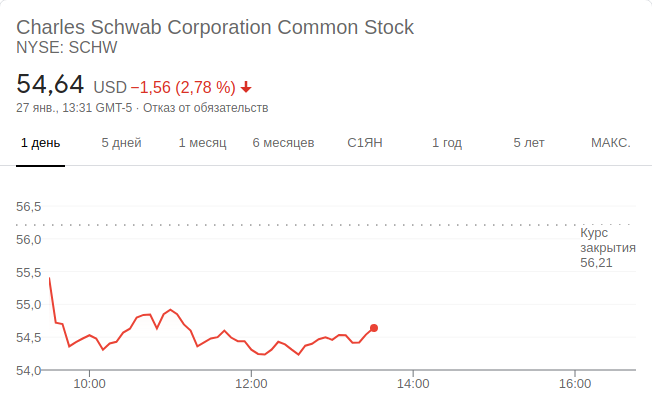 Charles Schwab Corporation Common Stock
NYSE: SCHW
54,64 USD −1,56 (2,78 %)
27 янв., 13:31 GMT-5 · Отказ от обязательств
1 день 5 дней 1 месяц 6 месяцев С1ЯН 1 год 5 лет МАКС.
56,5
Курс
56,0
закрытия
56,21
55,5
55,0
54,5
54,0
10:00 12:00 14:00 16:00